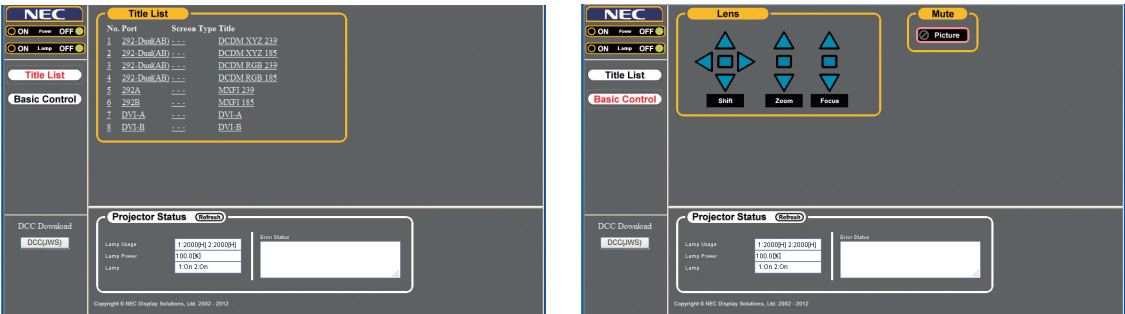 NEC
ON Power OFF
ON Lamp OFF
Title List
Basic Control
DCC Download
DCC(JWS)
Title List
No. Port Screen Type Title
1 292-Dual(AB) - - - DCDM XYZ 239
2 292-Dual(AB) - - - DCDM XYZ 185
3 292-Dual(AB) - - - DCDM RGB 239
4 292-Dual(AB) - - - DCDM RGB 185
5 292A - - - MXFI 239
6 292B - - - MXFI 185
7 DVI-A - - - DVI-A
8 DVI-B - - - DVI-B
Projector Status Refresh
Lamp Usage 1:2000[H] 2:2000[H]
Lamp Power 100.0[%]
Lamp 1:On 2:On
Error Status
Copyright © NEC Display Solutions, Ltd. 2002 - 2012
NEC
ON Power OFF
ON Lamp OFF
Title List
Basic Control
DCC Download
DCC(JWS)
Lens
Shift Zoom Focus
Mute
Picture
Projector Status Refresh
Lamp Usage 1:2000[H] 2:2000[H]
Lamp Power 100.0[%]
Lamp 1:On 2:On
Error Status
Copyright © NEC Display Solutions, Ltd. 2002 - 2012